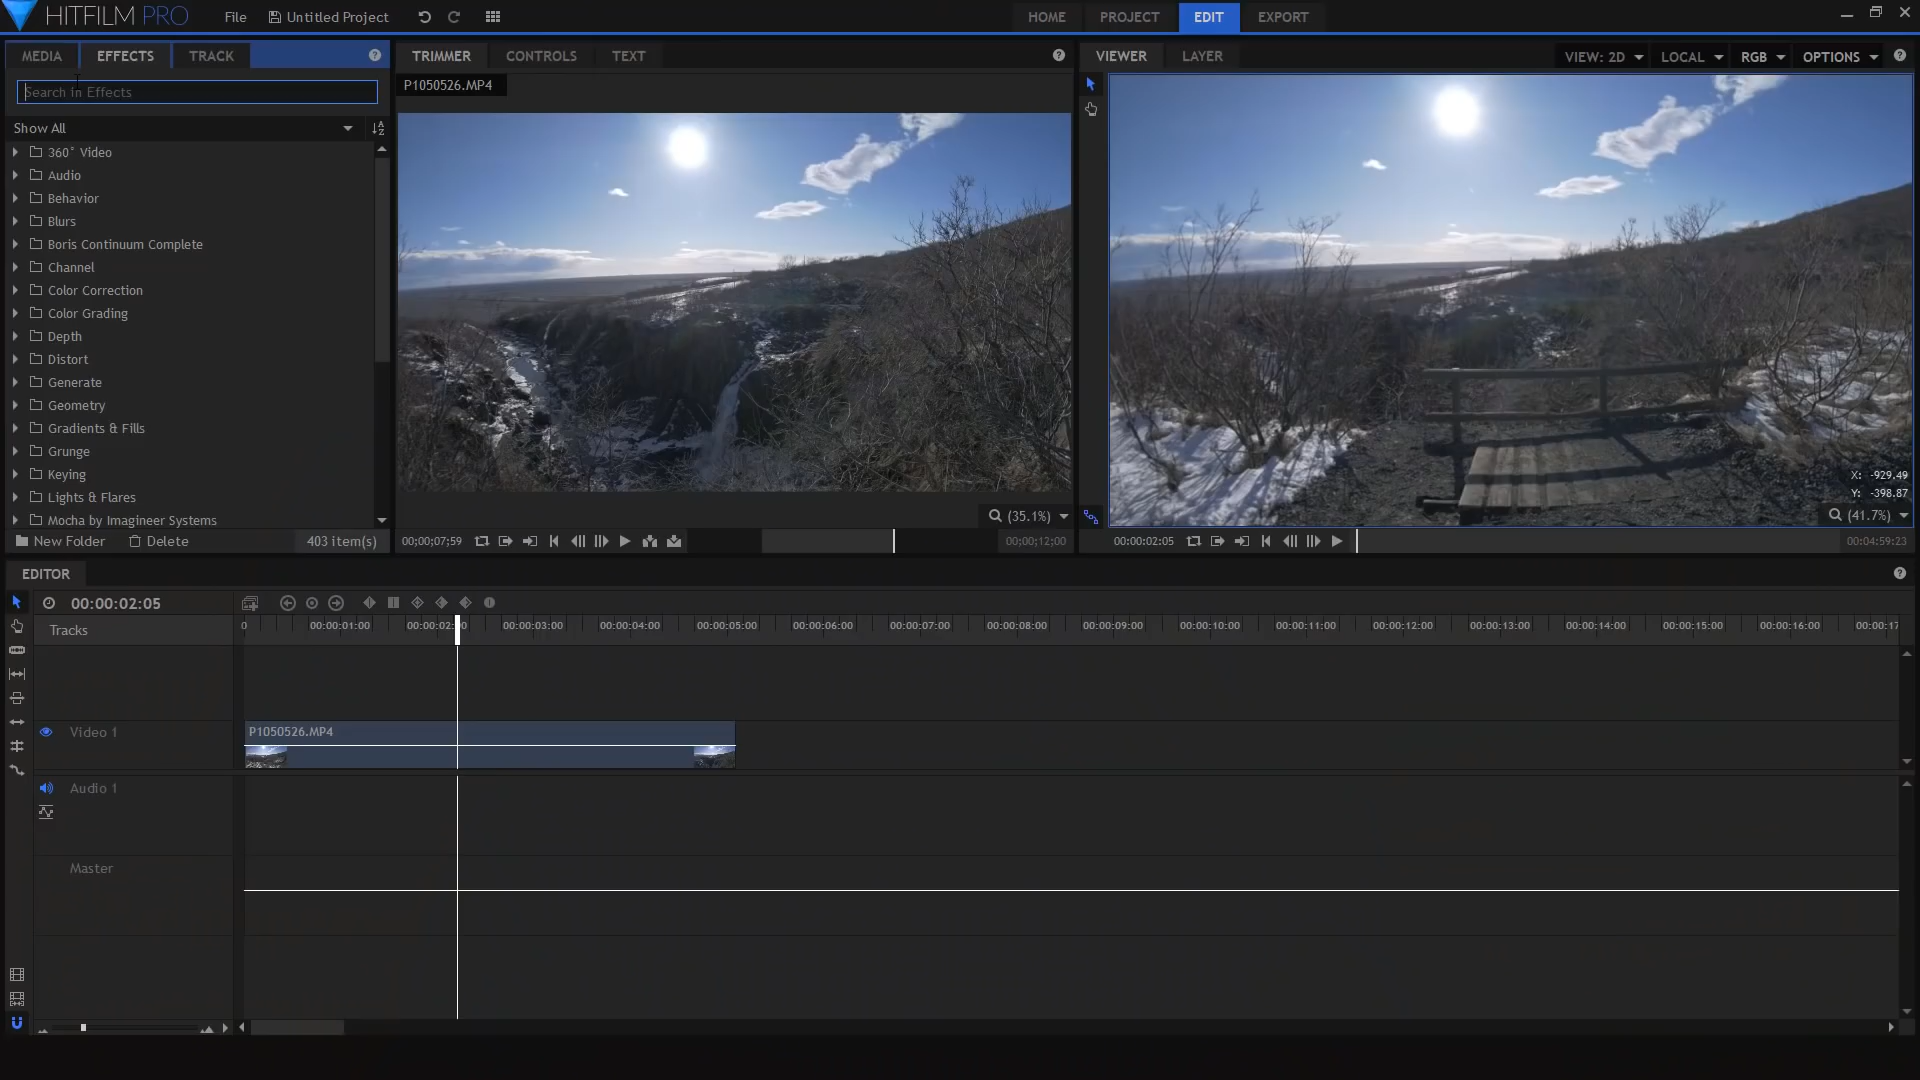 HITFILM PRO
File
Untitled Project
HOME
PROJECT
EDIT
EXPORT
MEDIA
EFFECTS
TRACK
Search in Effects
Show All
360° Video
Audio
Behavior
Blurs
Boris Continuum Complete
Channel
Color Correction
Color Grading
Depth
Distort
Generate
Geometry
Gradients & Fills
Grunge
Keying
Lights & Flares
Mocha by Imagineer Systems
New Folder
Delete
403 item(s)
TRIMMER
CONTROLS
TEXT
P1050526.MP4
(35.1%)
00;00;07;59
00;00;12;00
VIEWER
LAYER
VIEW: 2D
LOCAL
RGB
OPTIONS
X: -929.49
Y: -398.87
(41.7%)
00:00:02:05
00:04:59:23
EDITOR
00:00:02:05
Tracks
0
00:00:01:00
00:00:02:00
00:00:03:00
00:00:04:00
00:00:05:00
00:00:06:00
00:00:07:00
00:00:08:00
00:00:09:00
00:00:10:00
00:00:11:00
00:00:12:00
00:00:13:00
00:00:14:00
00:00:15:00
00:00:16:00
00:00:17
Video 1
P1050526.MP4
Audio 1
Master